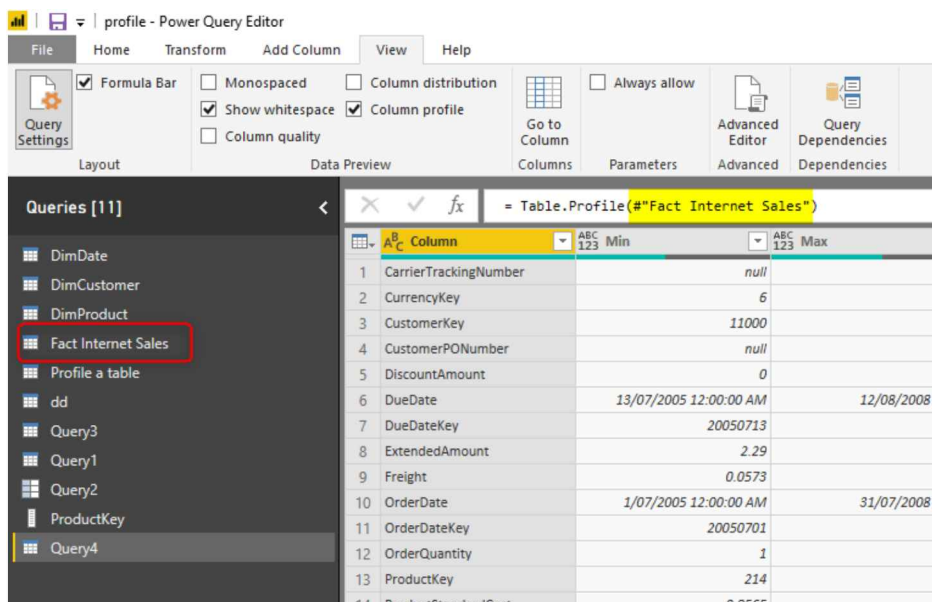 profile - Power Query Editor
File Home Transform Add Column View Help
Formula Bar Monospaced Column distribution Always allow
Show whitespace Column profile
Query Settings Column quality Go to Column Advanced Editor Query Dependencies
Layout Data Preview Columns Parameters Advanced Dependencies
Queries [11] < fx = Table.Profile(#"Fact Internet Sales")
ABC Column ABC 123 Min ABC 123 Max
DimDate
DimCustomer
DimProduct
Fact Internet Sales
Profile a table
dd
Query3
Query1
Query2
ProductKey
Query4
1 CarrierTrackingNumber null
2 CurrencyKey 6
3 CustomerKey 11000
4 CustomerPONumber null
5 DiscountAmount 0
6 DueDate 13/07/2005 12:00:00 AM 12/08/2008
7 DueDateKey 20050713
8 ExtendedAmount 2.29
9 Freight 0.0573
10 OrderDate 1/07/2005 12:00:00 AM 31/07/2008
11 OrderDateKey 20050701
12 OrderQuantity 1
13 ProductKey 214